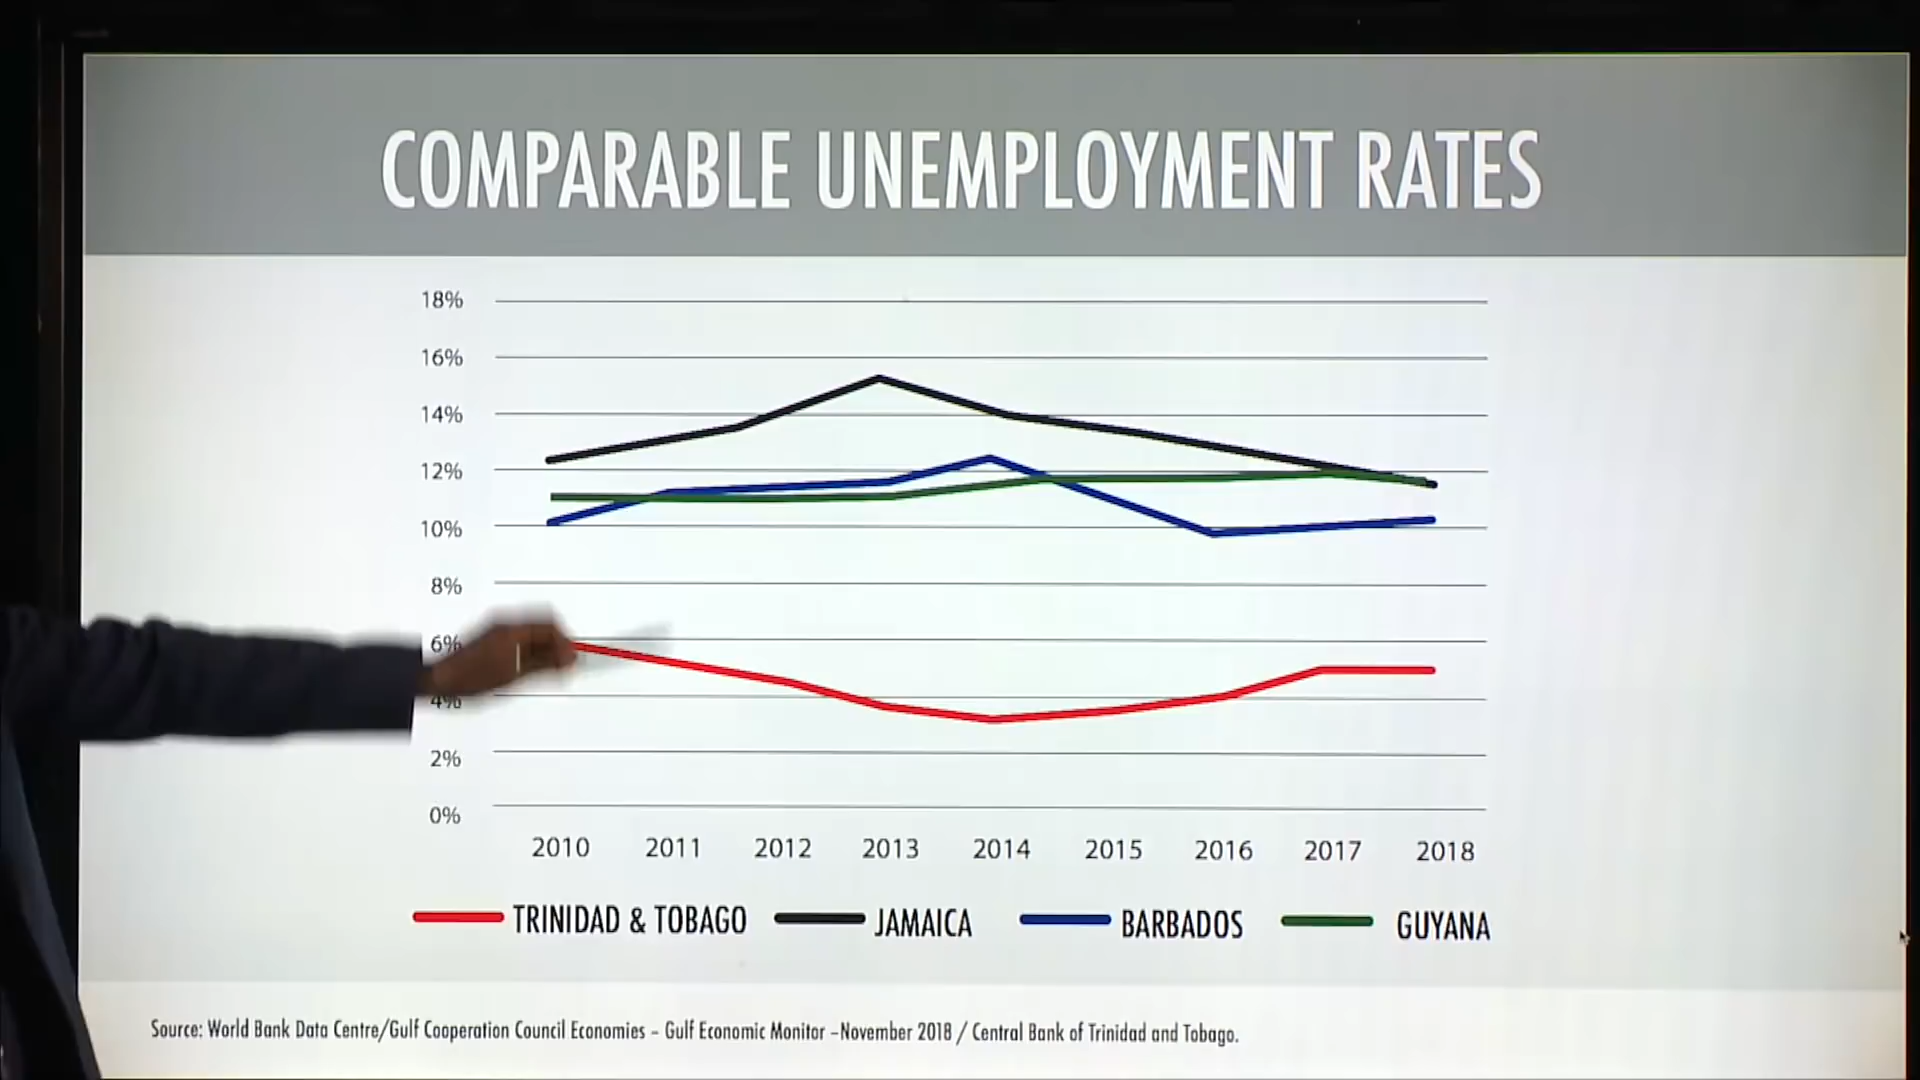 COMPARABLE UNEMPLOYMENT RATES
18%
16%
14%
12%
10%
8%
6%
4%
2%
0%
2010 2011 2012 2013 2014 2015 2016 2017 2018
TRINIDAD & TOBAGO JAMAICA BARBADOS GUYANA
Source: World Bank Data Centre/Gulf Cooperation Council Economies – Gulf Economic Monitor –November 2018 / Central Bank of Trinidad and Tobago.